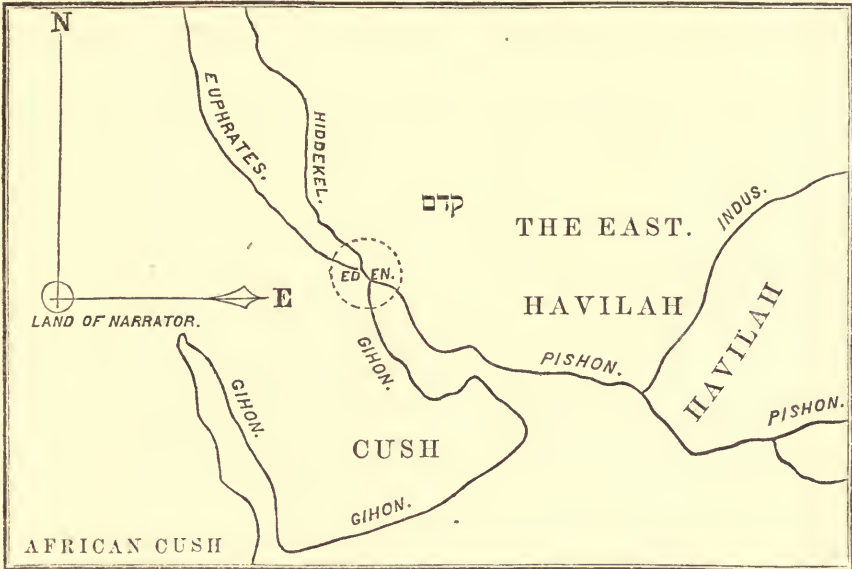 N
EUPHRATES.
HIDDEKEL.
קדם
THE EAST.
INDUS.
ED EN.
E
LAND OF NARRATOR.
HAVILAH
HAVILAH
GIHON.
PISHON.
GIHON.
PISHON.
CUSH
GIHON.
AFRICAN CUSH